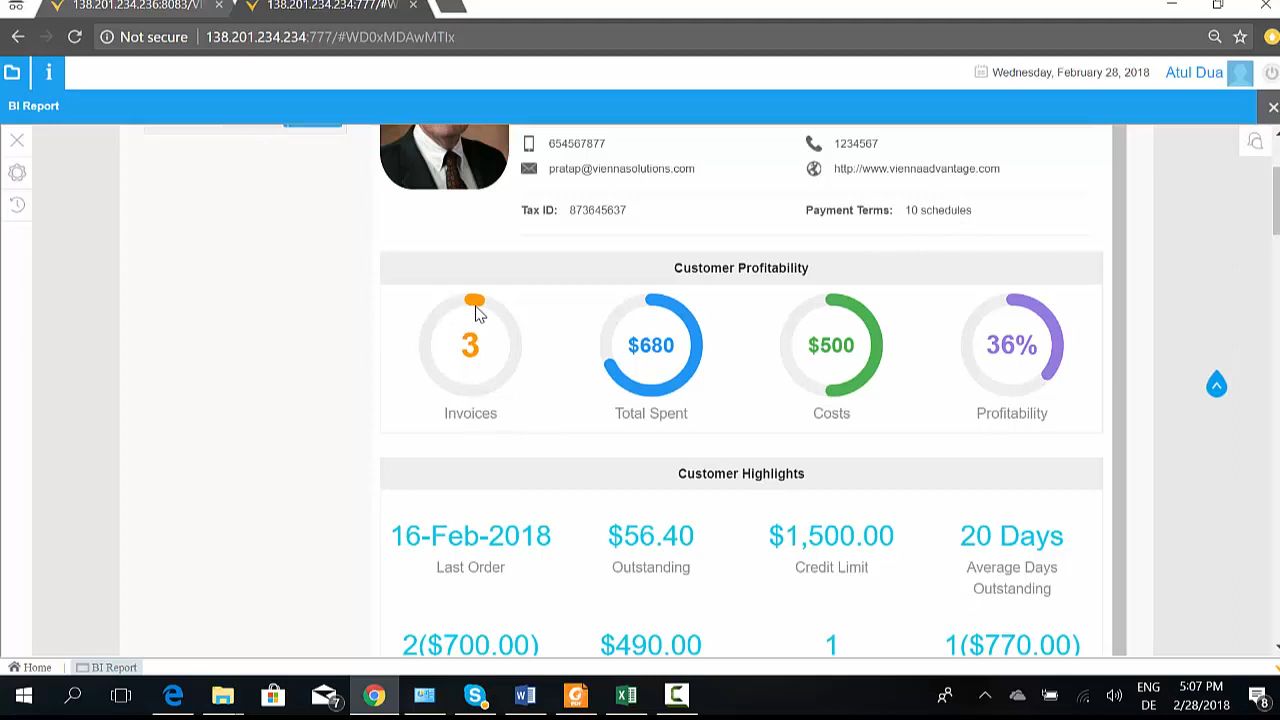 138.201.234.236:8083/VI
138.201.234.234:777/#W
Not secure 138.201.234.234:777/#WD0xMDAwMTIx
Wednesday, February 28, 2018 Atul Dua
BI Report
654567877 1234567
pratap@viennasolutions.com http://www.viennaadvantage.com
Tax ID: 873645637 Payment Terms: 10 schedules
Customer Profitability
3 $680 $500 36%
Invoices Total Spent Costs Profitability
Customer Highlights
16-Feb-2018 $56.40 $1,500.00 20 Days
Last Order Outstanding Credit Limit Average Days
Outstanding
2($700.00) $490.00 1 1($770.00)
Home BI Report
7 ENG 5:07 PM
DE 2/28/2018 8